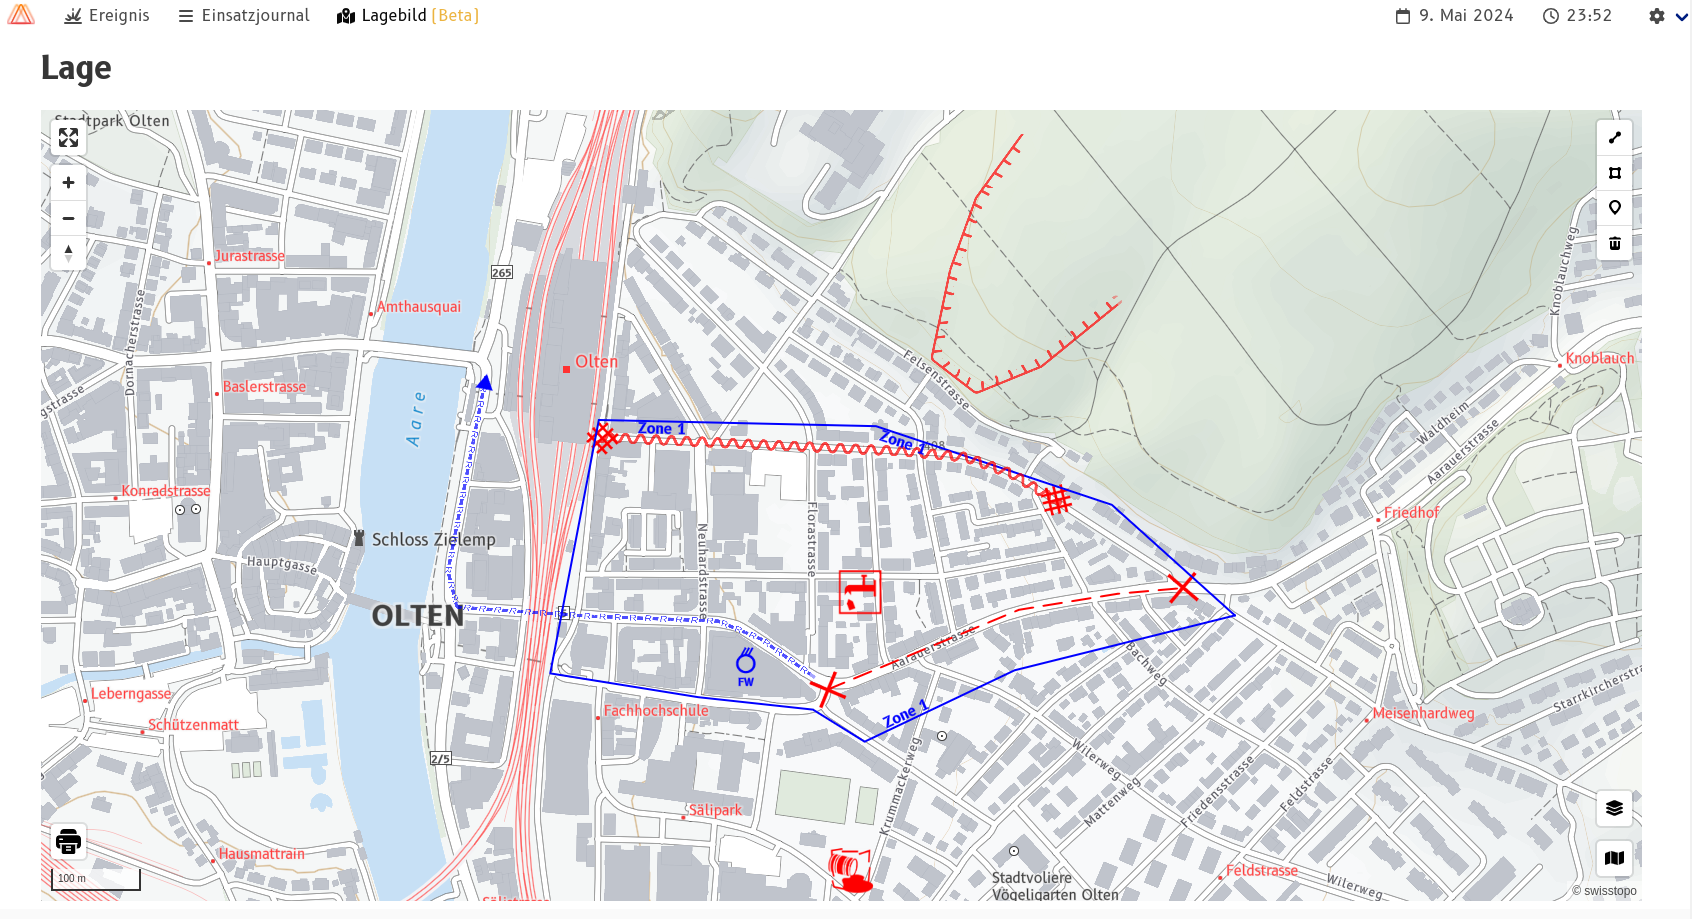 Ereignis
Einsatzjournal
Lagebild (Beta)
9. Mai 2024
23:52
Lage
Stadtpark Olten
Jurastrasse
265
Amthausquai
Dornacherstrasse
Knoblauchweg
Olten
Knoblauch
Felsenstrasse
Baslerstrasse
gstrasse
Aare
Waldheim
Zone 1
Zone 1
Aarauerstrasse
Konradstrasse
Friedhof
Schloss Zielemp
Florastrasse
Neuhardstrasse
Hauptgasse
OLTEN
Aarauerstrasse
Bachweg
FW
Leberngasse
Zone 1
Fachhochschule
Starrkircherstra
Meisenhardweg
Schützenmatt
2/5
Wilerweg
Krummackerweg
Mattenweg
Friedensstrasse
Feldstrasse
Sälipark
Hausmattrain
Feldstrasse
Stadtvoliere
Vögeligarten Olten
Wilerweg
100 m
© swisstopo